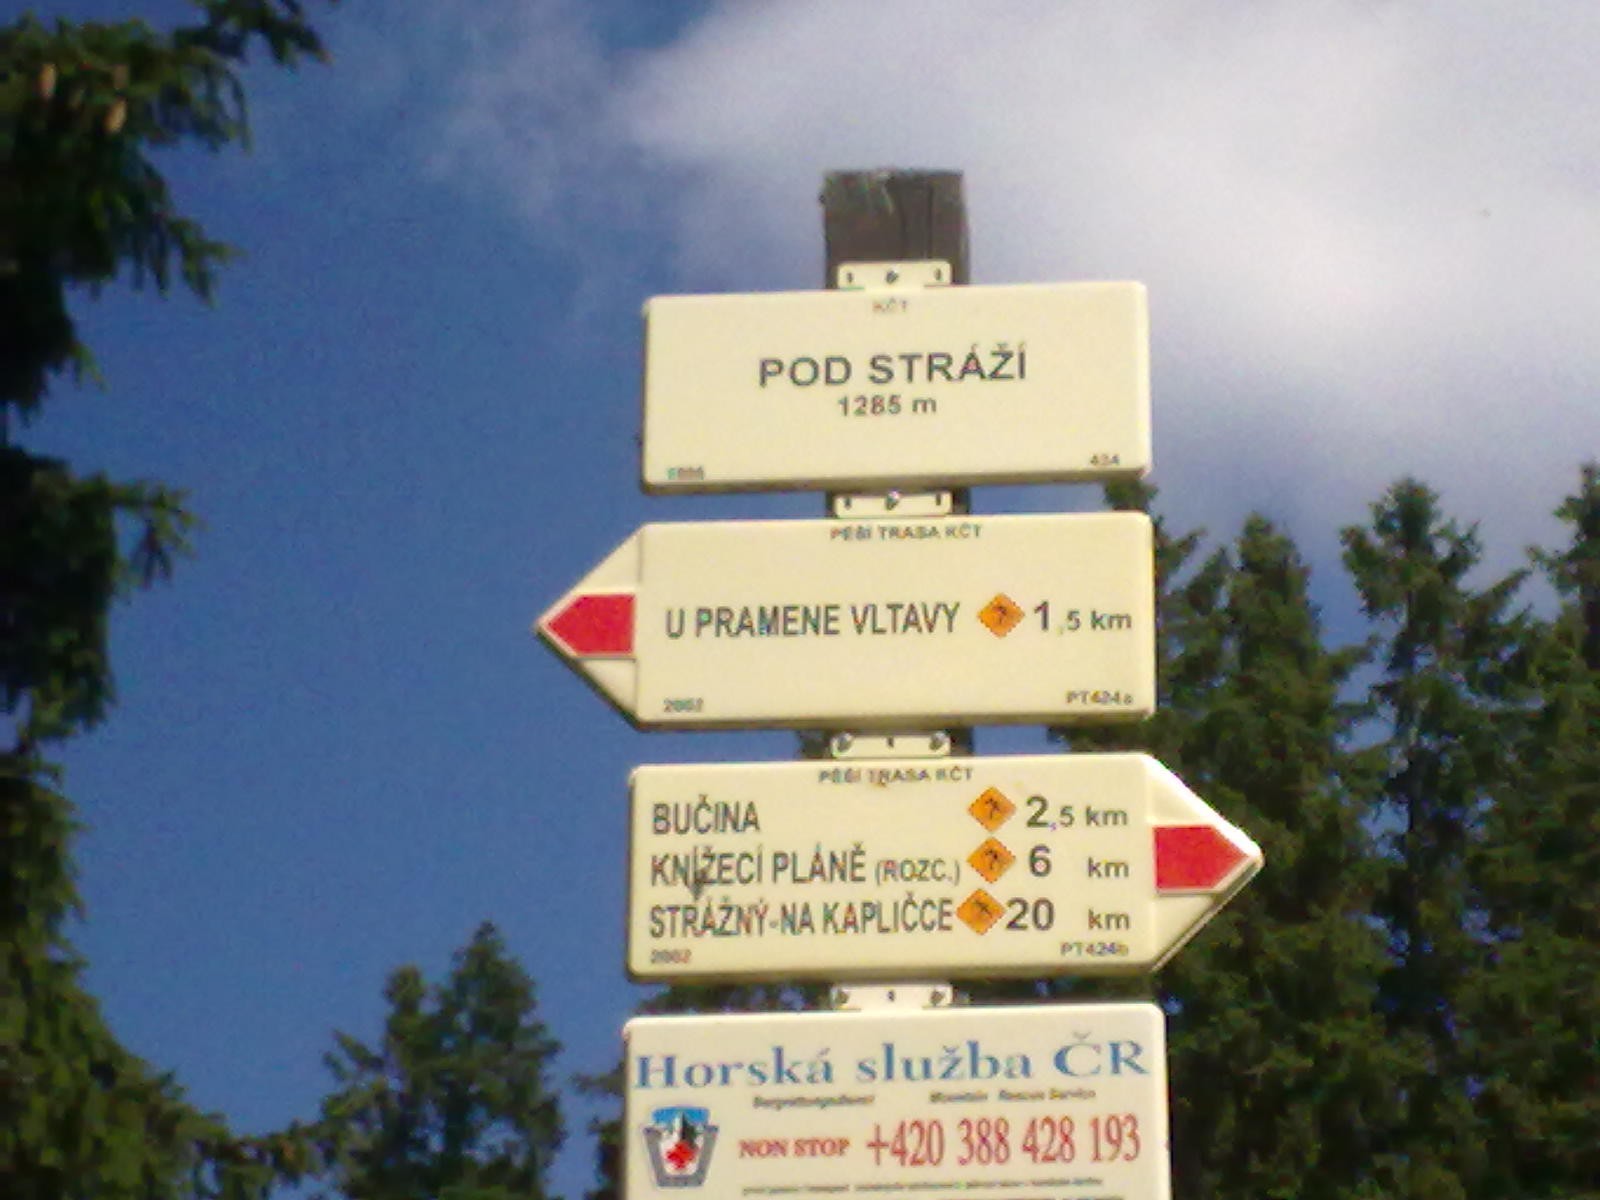 KČT
POD STRÁŽÍ
1285 m
434
PĚŠÍ TRASA KČT
U PRAMENE VLTAVY 1,5 km
2002 PT424a
PĚŠÍ TRASA KČT
BUČINA 2,5 km
KNÍŽECÍ PLÁNĚ (ROZC.) 6 km
STRÁŽNÝ-NA KAPLIČCE 20 km
2002 PT424b
Horská služba ČR
Mountain Rescue Service
NON STOP +420 388 428 193